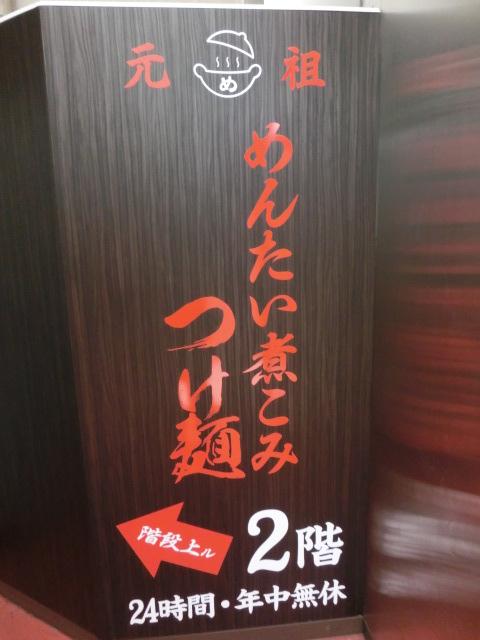 元 祖
め
めんたい煮こみ
つけ麺
階段上ル
2階
24時間・年中無休